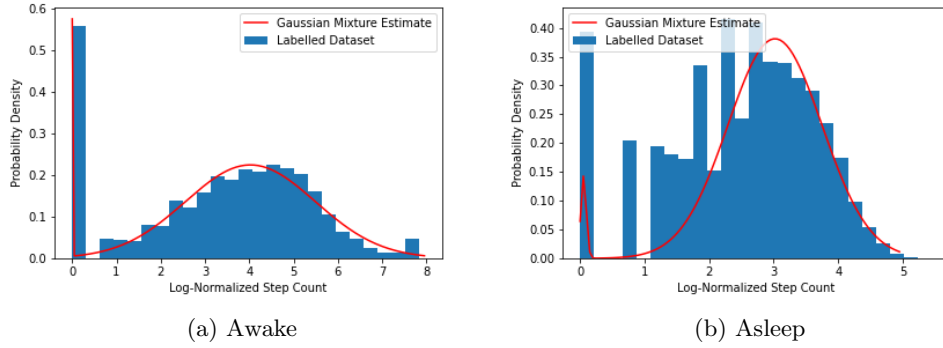 0.6
0.5
0.4
0.3
0.2
0.1
0.0
Probability Density
Gaussian Mixture Estimate
Labelled Dataset
0 1 2 3 4 5 6 7 8
Log-Normalized Step Count
(a) Awake
0.40
0.35
0.30
0.25
0.20
0.15
0.10
0.05
0.00
Probability Density
Gaussian Mixture Estimate
Labelled Dataset
0 1 2 3 4 5
Log-Normalized Step Count
(b) Asleep